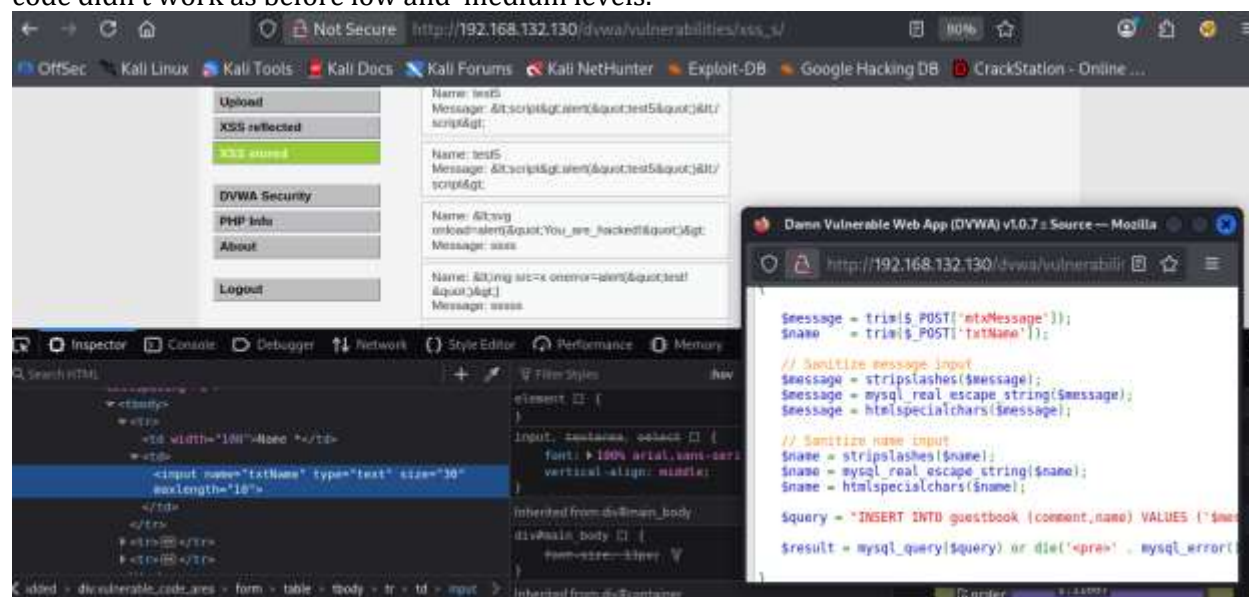 code didn't work as before low and medium levels.
Not Secure http://192.168.132.130/dvwa/vulnerabilities/xss_s/ 80%
OffSec Kali Linux Kali Tools Kali Docs Kali Forums Kali NetHunter Exploit-DB Google Hacking DB CrackStation - Online ...
Upload
XSS reflected
XSS stored
DVWA Security
PHP Info
About
Logout
Name: test5
Message: &lt;script&gt;alert(&quot;test5&quot;)&lt;/
script&gt;
Name: test5
Message: &lt;script&gt;alert(&quot;test5&quot;)&lt;/
script&gt;
Name: &lt;svg
onload=alert(&quot;You_are_hacked!&quot;)&gt;
Message: ssss
Name: &lt;img src=x onerror=alert(&quot;test!
&quot;)&gt;]
Message: sssss
Damn Vulnerable Web App (DVWA) v1.0.7 :: Source — Mozilla
http://192.168.132.130/dvwa/vulnerabilit
$message = trim($_POST['mtxMessage']);
$name = trim($_POST['txtName']);
// Sanitize message input
$message = stripslashes($message);
$message = mysql_real_escape_string($message);
$message = htmlspecialchars($message);
// Sanitize name input
$name = stripslashes($name);
$name = mysql_real_escape_string($name);
$name = htmlspecialchars($name);
$query = "INSERT INTO guestbook (comment,name) VALUES ('$mes
$result = mysql_query($query) or die('<pre>' . mysql_error()
}
Inspector Console Debugger Network Style Editor Performance Memory
Search HTML
<tbody>
<tr>
<td width="100">Name *</td>
<td>
<input name="txtName" type="text" size="30"
maxlength="10">
</td>
</tr>
<tr>
<tr>
div.vulnerable_code_area > form > table > tbody > tr > td > input
Filter Styles :hov
element {
}
input, textarea, select {
font: 100% arial,sans-seri
vertical-align: middle;
}
Inherited from div#main_body
div#main_body {
font-size: 13px;
}
Inherited from div#container